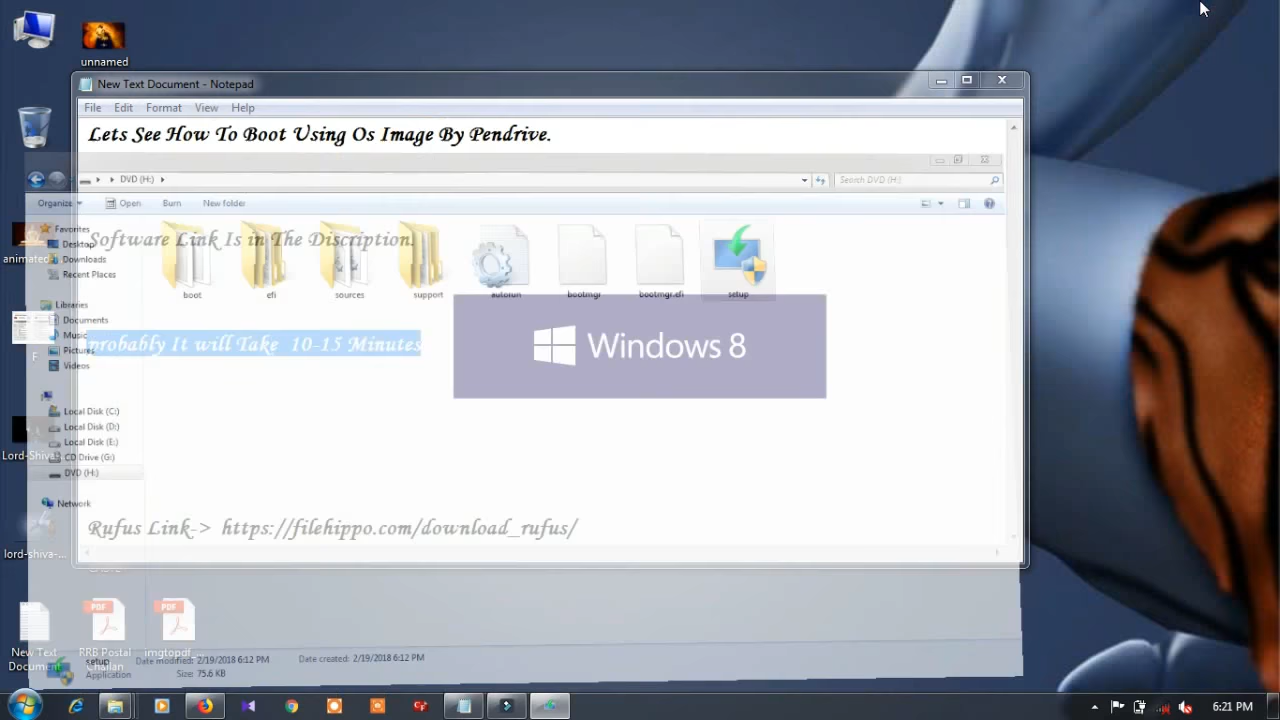 unnamed
New Text Document - Notepad
File Edit Format View Help
Lets See How To Boot Using Os Image By Pendrive.
DVD (H:)
Search DVD (H:)
Organize Open Burn New folder
Favorites
Desktop
Software Link Is in The Discription.
animated
Downloads
Recent Places
boot efi sources support autorun bootmgr bootmgr.efi setup
Libraries
Documents
Music
probably It will Take 10-15 Minutes
Windows 8
Pictures
F
Videos
Local Disk (C:)
Local Disk (D:)
Local Disk (E:)
Lord-Shiva-
CD Drive (G:)
DVD (H:)
Network
Rufus Link-> https://filehippo.com/download_rufus/
lord-shiva-...
PDF PDF
New Text Document
RRB Postal Challan
imgtopdf_...
setup Date modified: 2/19/2018 6:12 PM Date created: 2/19/2018 6:12 PM
Application Size: 75.6 KB
6:21 PM